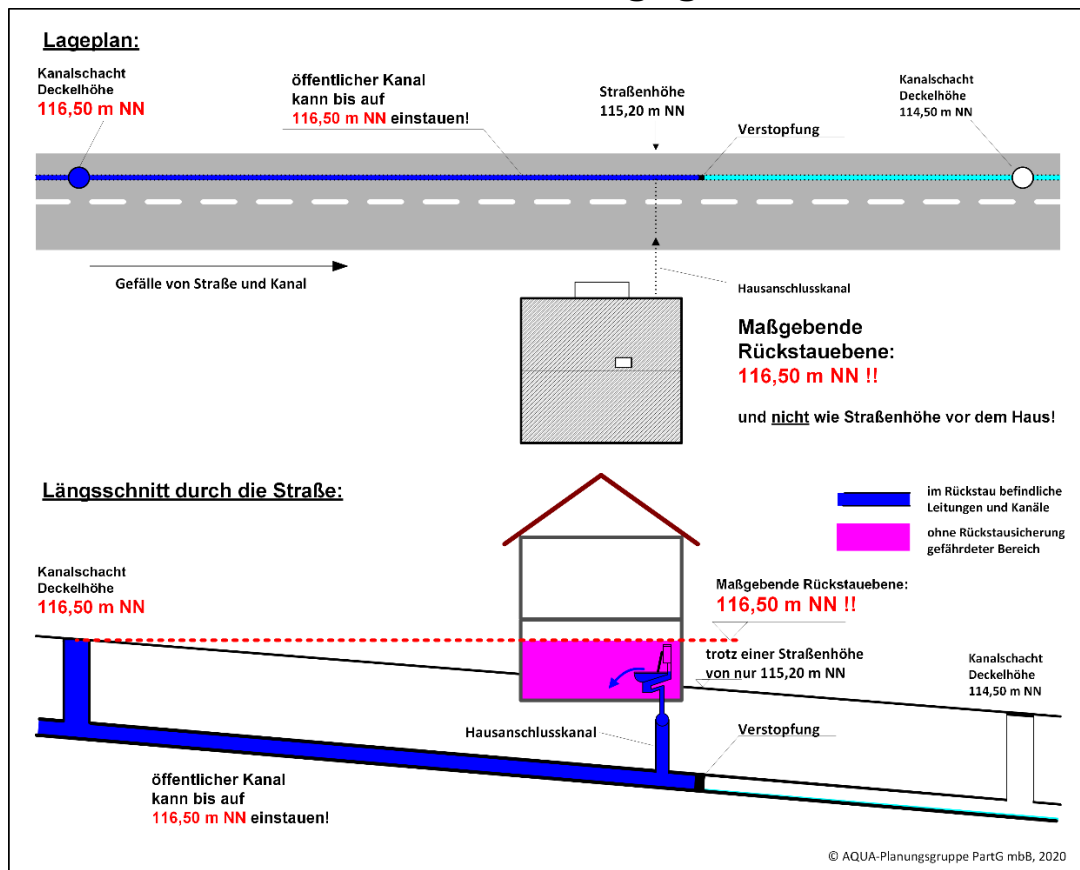 Lageplan:
Kanalschacht
Deckelhöhe
116,50 m NN
öffentlicher Kanal
kann bis auf
116,50 m NN einstauen!
Straßenhöhe
115,20 m NN
Verstopfung
Kanalschacht
Deckelhöhe
114,50 m NN
Gefälle von Straße und Kanal
Hausanschlusskanal
Maßgebende
Rückstauebene:
116,50 m NN !!
und nicht wie Straßenhöhe vor dem Haus!
Längsschnitt durch die Straße:
im Rückstau befindliche
Leitungen und Kanäle
ohne Rückstausicherung
gefährdeter Bereich
Kanalschacht
Deckelhöhe
116,50 m NN
Maßgebende Rückstauebene:
116,50 m NN !!
trotz einer Straßenhöhe
von nur 115,20 m NN
Kanalschacht
Deckelhöhe
114,50 m NN
Hausanschlusskanal
Verstopfung
öffentlicher Kanal
kann bis auf
116,50 m NN einstauen!
© AQUA-Planungsgruppe PartG mbB, 2020